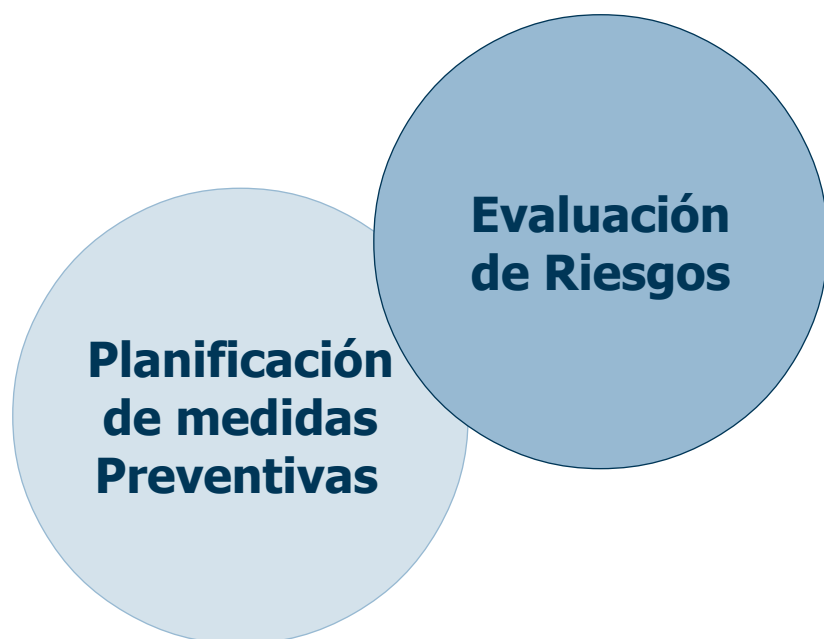 Evaluación
de Riesgos
Planificación
de medidas
Preventivas